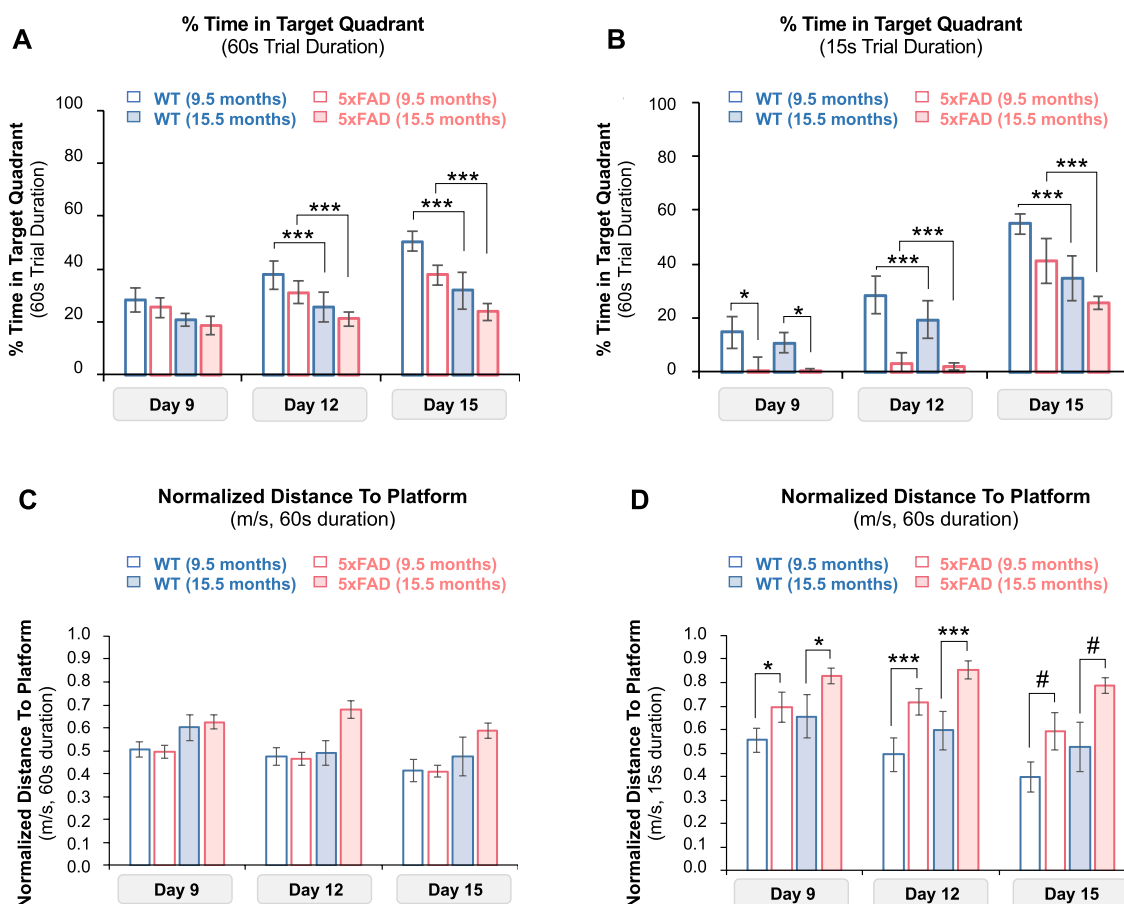 A
% Time in Target Quadrant
(60s Trial Duration)
WT (9.5 months)
5xFAD (9.5 months)
WT (15.5 months)
5xFAD (15.5 months)
% Time in Target Quadrant
(60s Trial Duration)
100
80
60
40
20
0
***
***
***
***
Day 9
Day 12
Day 15
B
% Time in Target Quadrant
(15s Trial Duration)
WT (9.5 months)
5xFAD (9.5 months)
WT (15.5 months)
5xFAD (15.5 months)
% Time in Target Quadrant
(60s Trial Duration)
100
80
60
40
20
0
*
*
***
***
***
***
Day 9
Day 12
Day 15
C
Normalized Distance To Platform
(m/s, 60s duration)
WT (9.5 months)
5xFAD (9.5 months)
WT (15.5 months)
5xFAD (15.5 months)
Normalized Distance To Platform
(m/s, 60s duration)
1.0
0.9
0.8
0.7
0.6
0.5
0.4
0.3
0.2
0.1
0.0
Day 9
Day 12
Day 15
D
Normalized Distance To Platform
(m/s, 60s duration)
WT (9.5 months)
5xFAD (9.5 months)
WT (15.5 months)
5xFAD (15.5 months)
Normalized Distance To Platform
(m/s, 15s duration)
1.0
0.9
0.8
0.7
0.6
0.5
0.4
0.3
0.2
0.1
0.0
*
*
***
***
#
#
Day 9
Day 12
Day 15